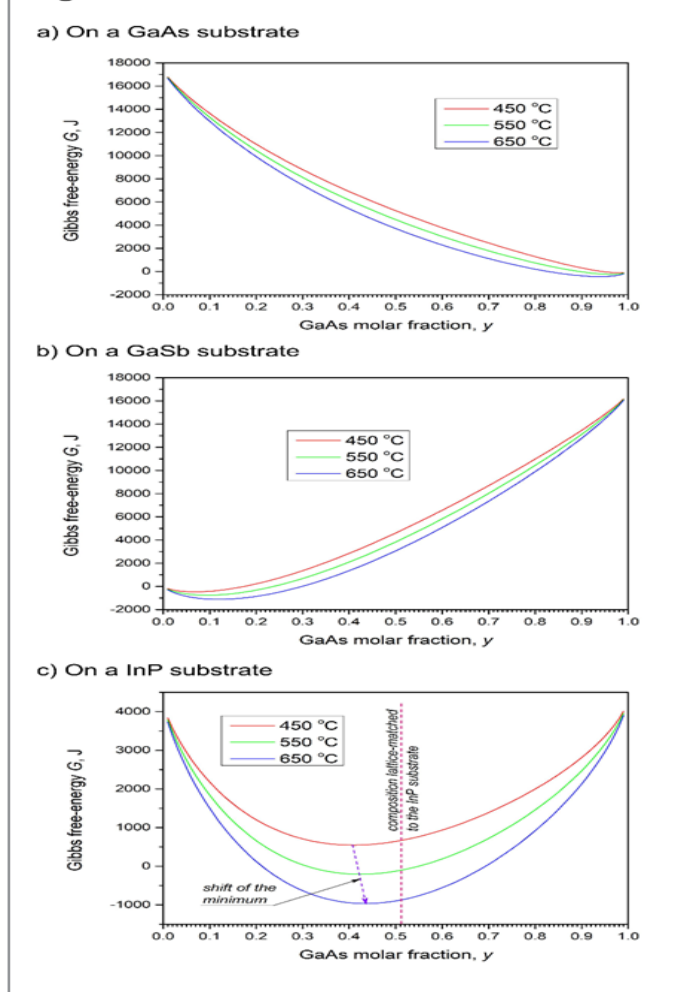 a) On a GaAs substrate
18000
16000
14000
12000
10000
8000
6000
4000
2000
0
-2000
Gibbs free-energy G, J
450 °C
550 °C
650 °C
0.0 0.1 0.2 0.3 0.4 0.5 0.6 0.7 0.8 0.9 1.0
GaAs molar fraction, y
b) On a GaSb substrate
18000
16000
14000
12000
10000
8000
6000
4000
2000
0
-2000
Gibbs free-energy G, J
450 °C
550 °C
650 °C
0.0 0.1 0.2 0.3 0.4 0.5 0.6 0.7 0.8 0.9 1.0
GaAs molar fraction, y
c) On a InP substrate
4000
3000
2000
1000
0
-1000
Gibbs free-energy G, J
450 °C
550 °C
650 °C
composition lattice-matched
to the InP substrate
shift of the
minimum
0.0 0.1 0.2 0.3 0.4 0.5 0.6 0.7 0.8 0.9 1.0
GaAs molar fraction, y